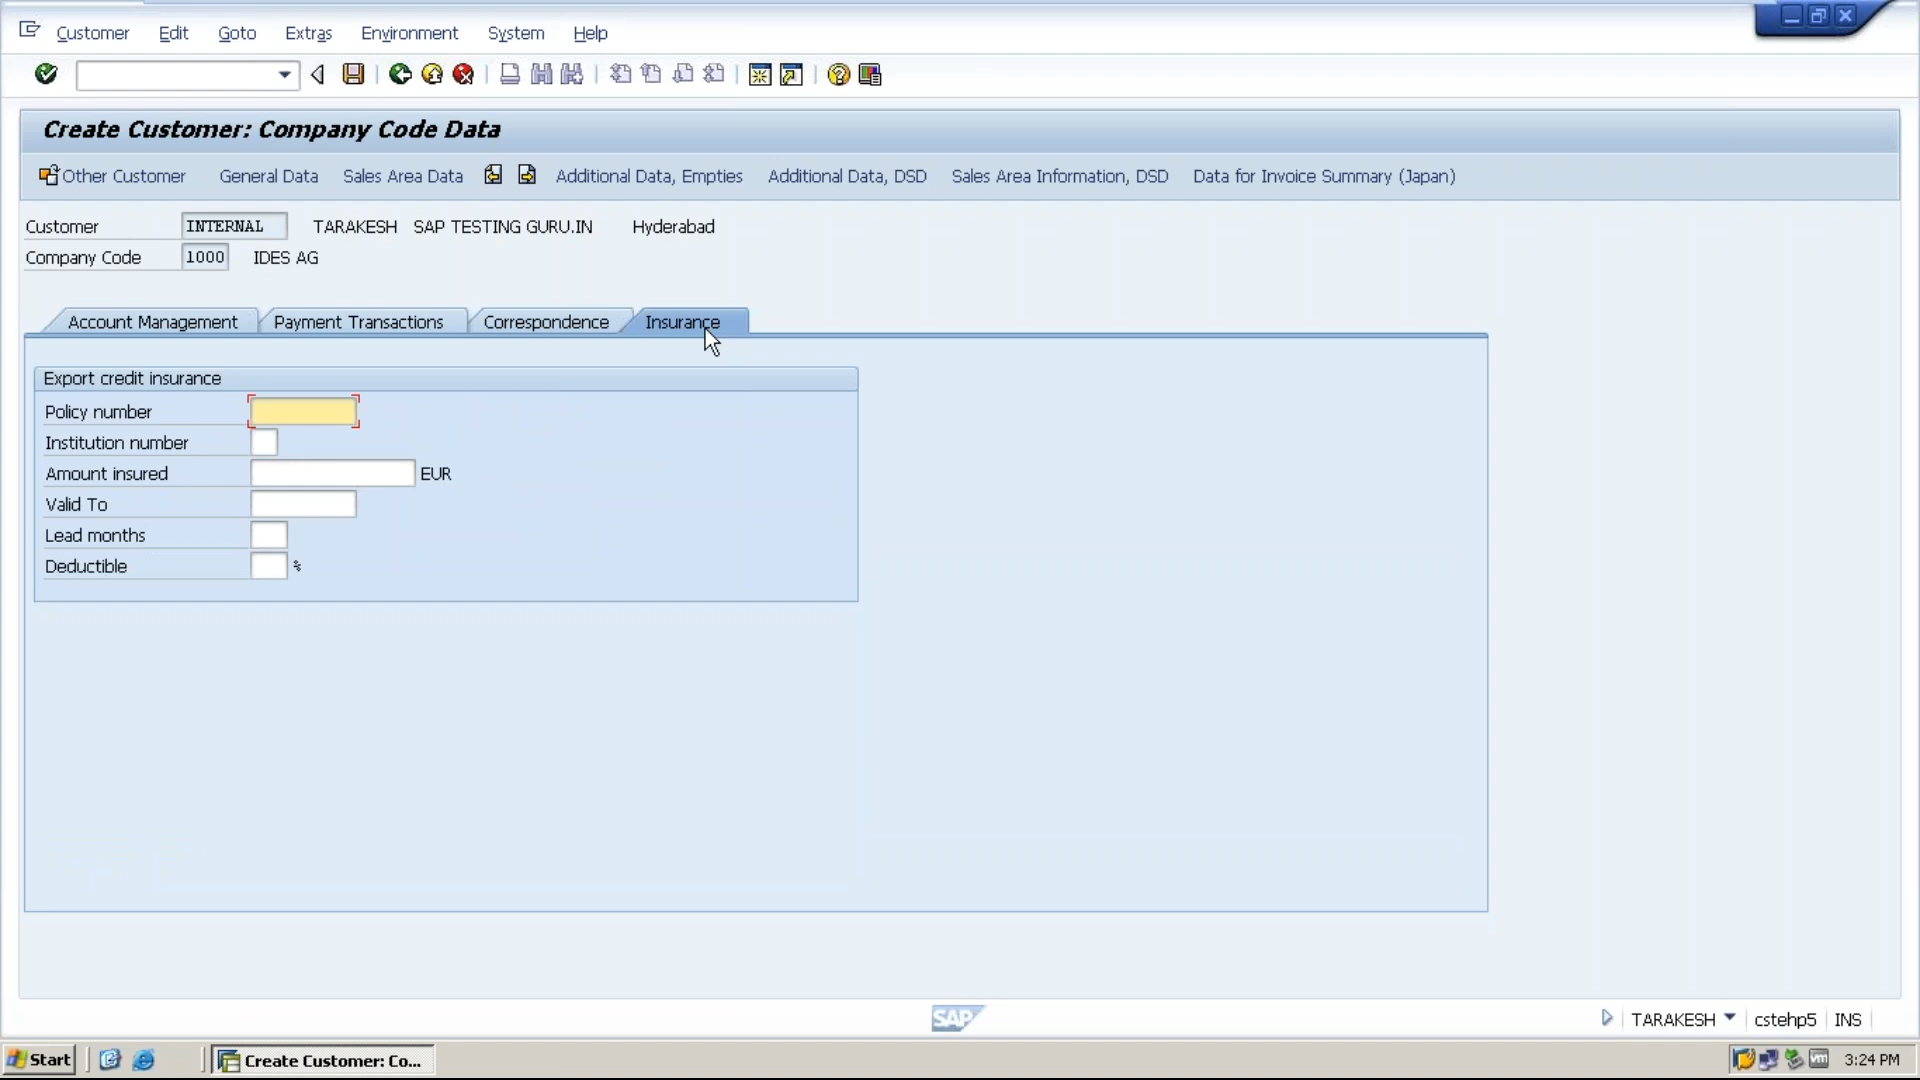 Customer Edit Goto Extras Environment System Help
Create Customer: Company Code Data
Other Customer General Data Sales Area Data Additional Data, Empties Additional Data, DSD Sales Area Information, DSD Data for Invoice Summary (Japan)
Customer INTERNAL TARAKESH SAP TESTING GURU.IN Hyderabad
Company Code 1000 IDES AG
Account Management Payment Transactions Correspondence Insurance
Export credit insurance
Policy number
Institution number
Amount insured EUR
Valid To
Lead months
Deductible %
SAP TARAKESH cstehp5 INS
Start Create Customer: Co... vm 3:24 PM